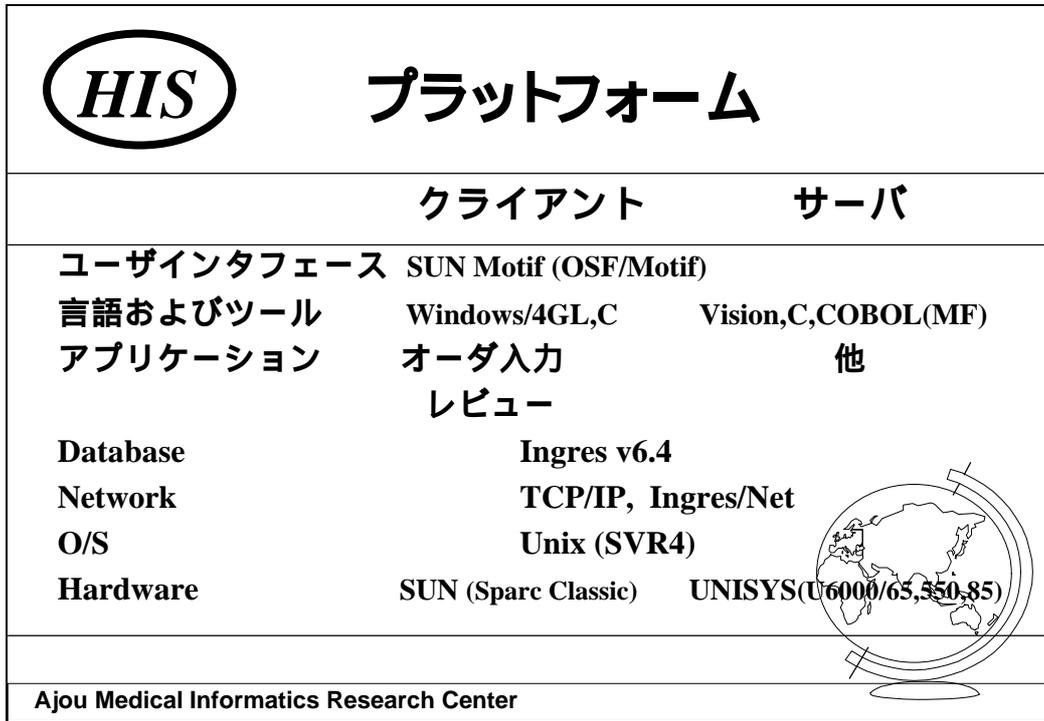 HIS プラットフォーム
クライアント サーバ
ユーザインタフェース SUN Motif (OSF/Motif)
言語およびツール Windows/4GL,C Vision,C,COBOL(MF)
アプリケーション オーダ入力 他
レビュー
Database Ingres v6.4
Network TCP/IP, Ingres/Net
O/S Unix (SVR4)
Hardware SUN (Sparc Classic) UNISYS(U6000/65,550,85)
Ajou Medical Informatics Research Center